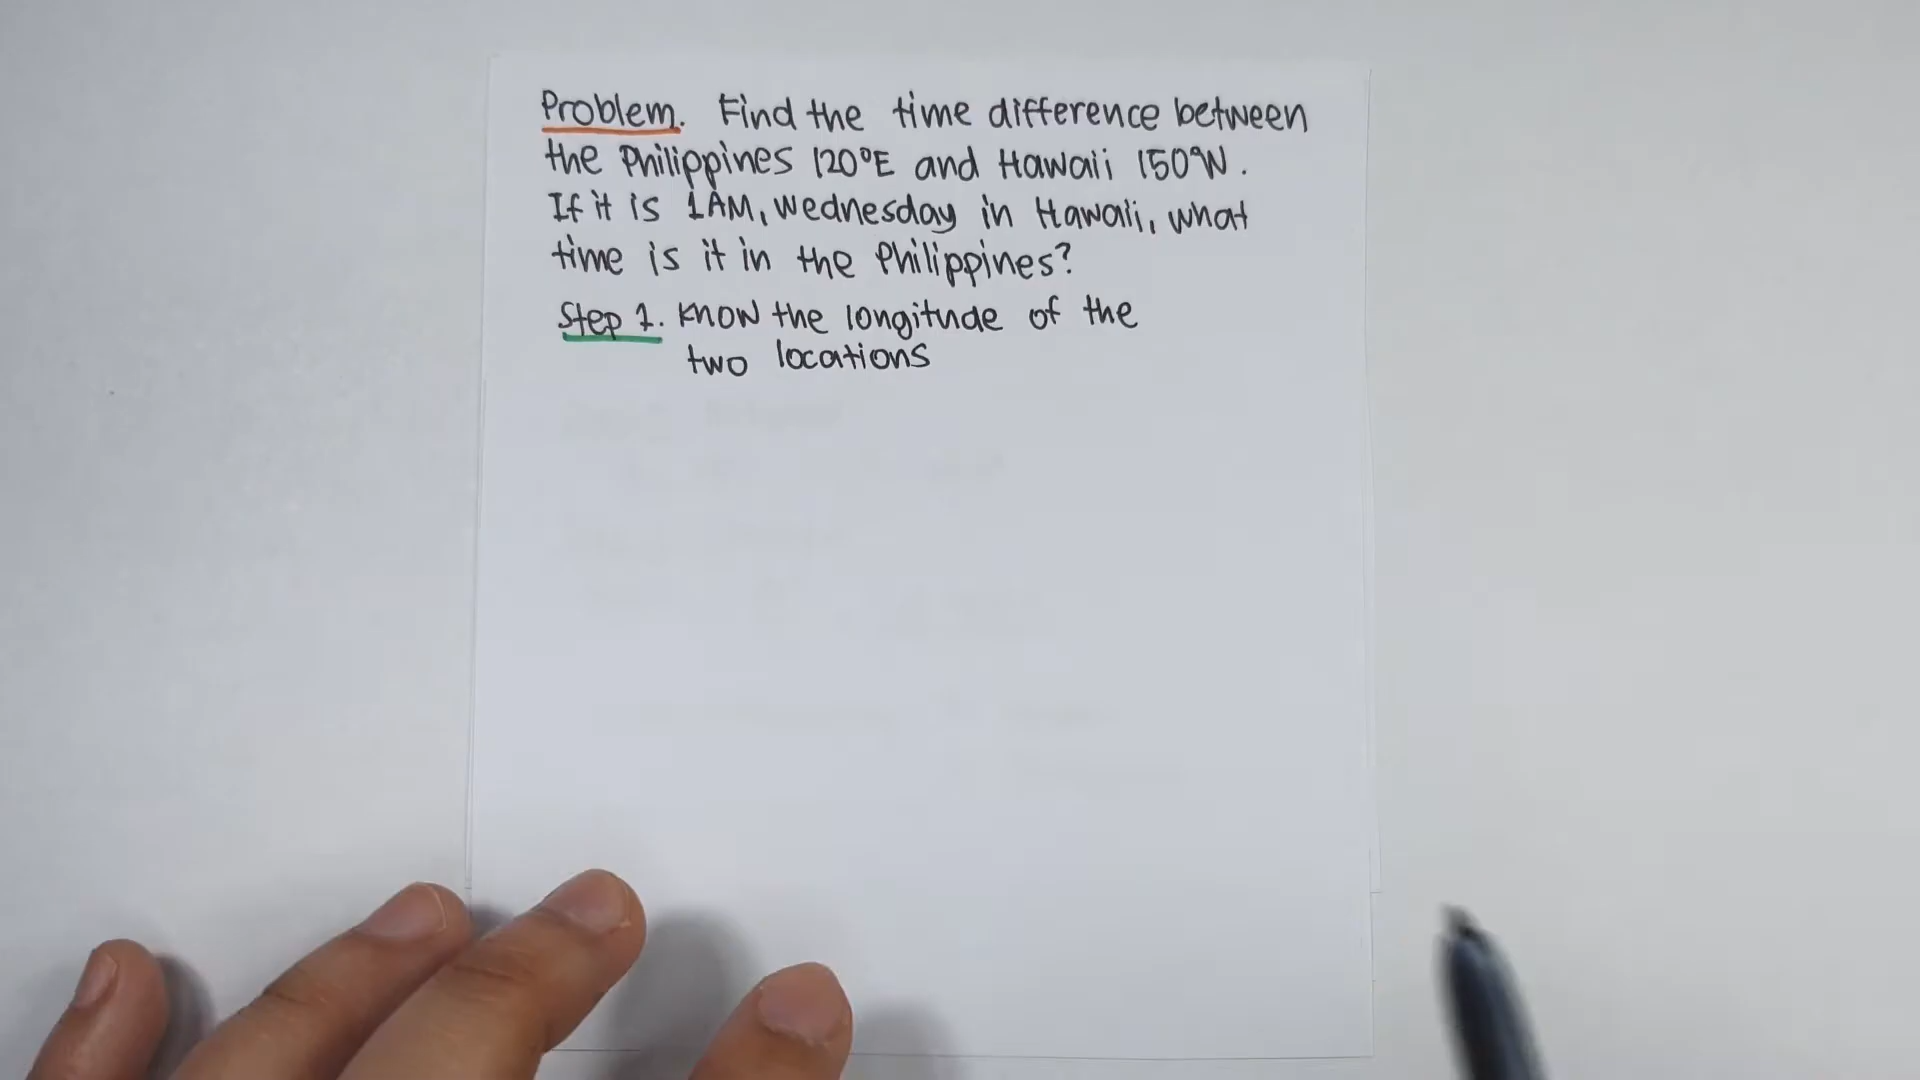 Problem. Find the time difference between
the Philippines 120°E and Hawaii 150°W.
If it is 1AM, Wednesday in Hawaii, what
time is it in the Philippines?
Step 1. Know the longitude of the
two locations